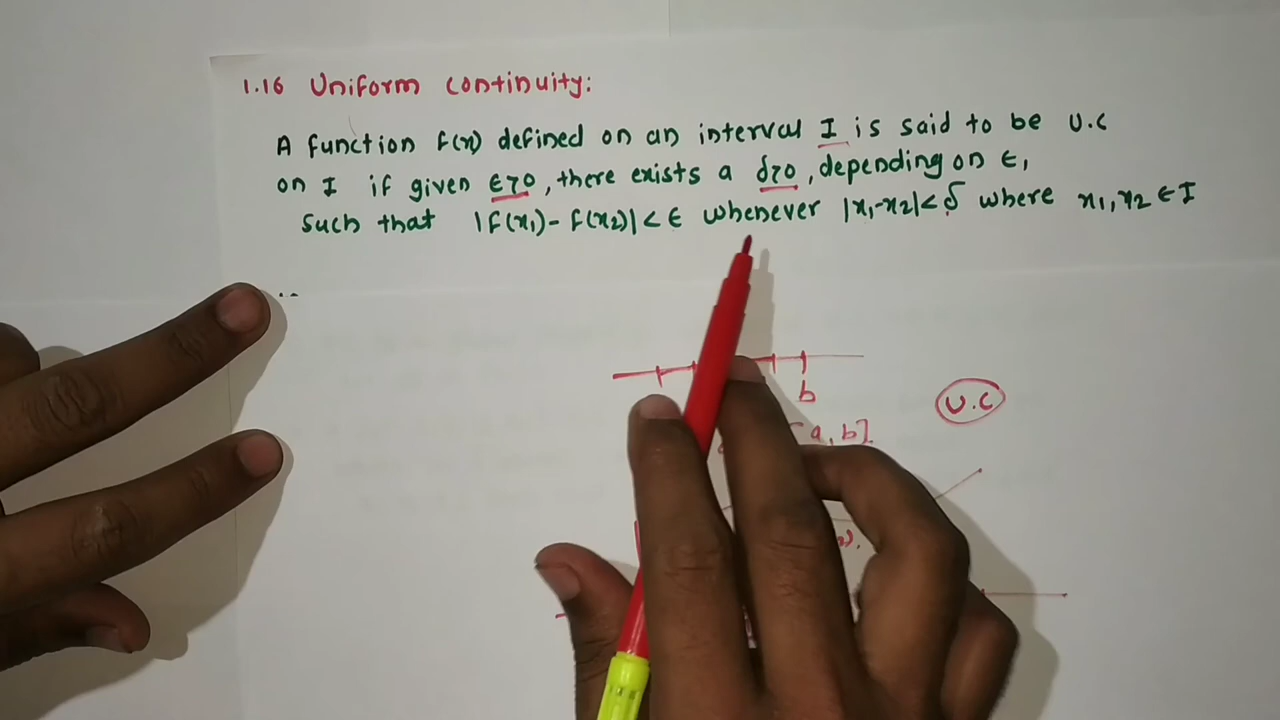 1.16 Uniform continuity:
A function f(x) defined on an interval I is said to be U.C
on I if given ε>0, there exists a δ>0, depending on ε,
such that |f(x₁)-f(x₂)|<ε whenever |x₁-x₂|<δ where x₁,x₂∈I
b
U.C
a, b]